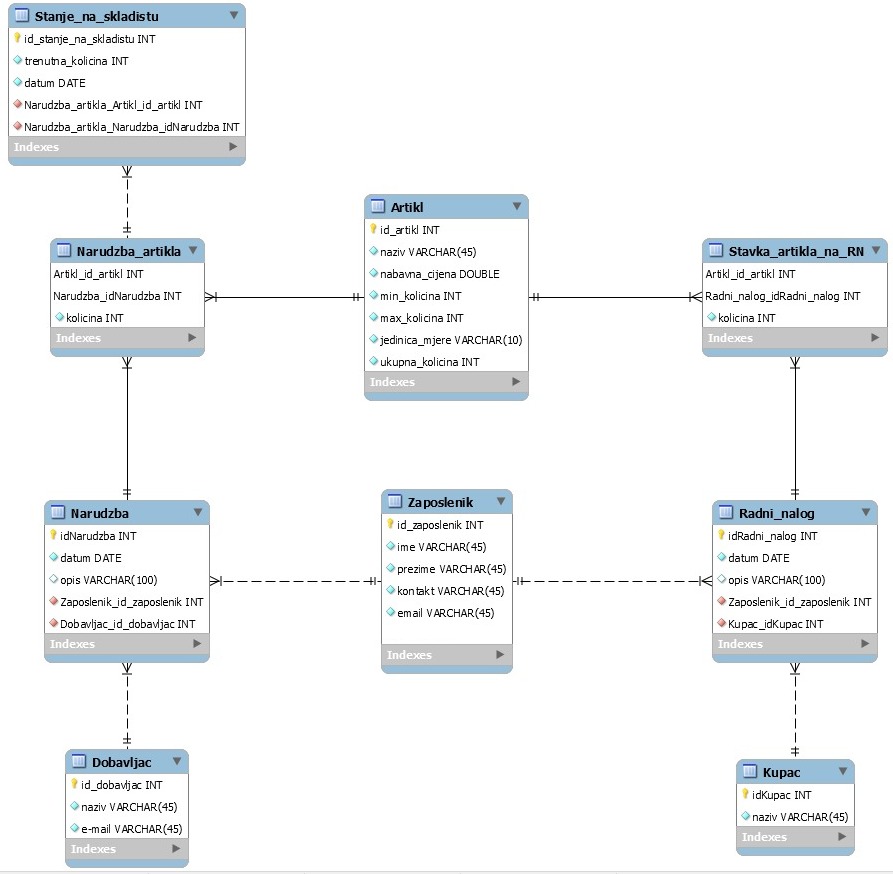 Stanje_na_skladistu
id_stanje_na_skladistu INT
trenutna_kolicina INT
datum DATE
Narudzba_artikla_Artikl_id_artikl INT
Narudzba_artikla_Narudzba_idNarudzba INT
Indexes
Narudzba_artikla
Artikl_id_artikl INT
Narudzba_idNarudzba INT
kolicina INT
Indexes
Artikl
id_artikl INT
naziv VARCHAR(45)
nabavna_cijena DOUBLE
min_kolicina INT
max_kolicina INT
jedinica_mjere VARCHAR(10)
ukupna_kolicina INT
Indexes
Stavka_artikla_na_RN
Artikl_id_artikl INT
Radni_nalog_idRadni_nalog INT
kolicina INT
Indexes
Narudzba
idNarudzba INT
datum DATE
opis VARCHAR(100)
Zaposlenik_id_zaposlenik INT
Dobavljac_id_dobavljac INT
Indexes
Zaposlenik
id_zaposlenik INT
ime VARCHAR(45)
prezime VARCHAR(45)
kontakt VARCHAR(45)
email VARCHAR(45)
Indexes
Radni_nalog
idRadni_nalog INT
datum DATE
opis VARCHAR(100)
Zaposlenik_id_zaposlenik INT
Kupac_idKupac INT
Indexes
Dobavljac
id_dobavljac INT
naziv VARCHAR(45)
e-mail VARCHAR(45)
Indexes
Kupac
idKupac INT
naziv VARCHAR(45)
Indexes